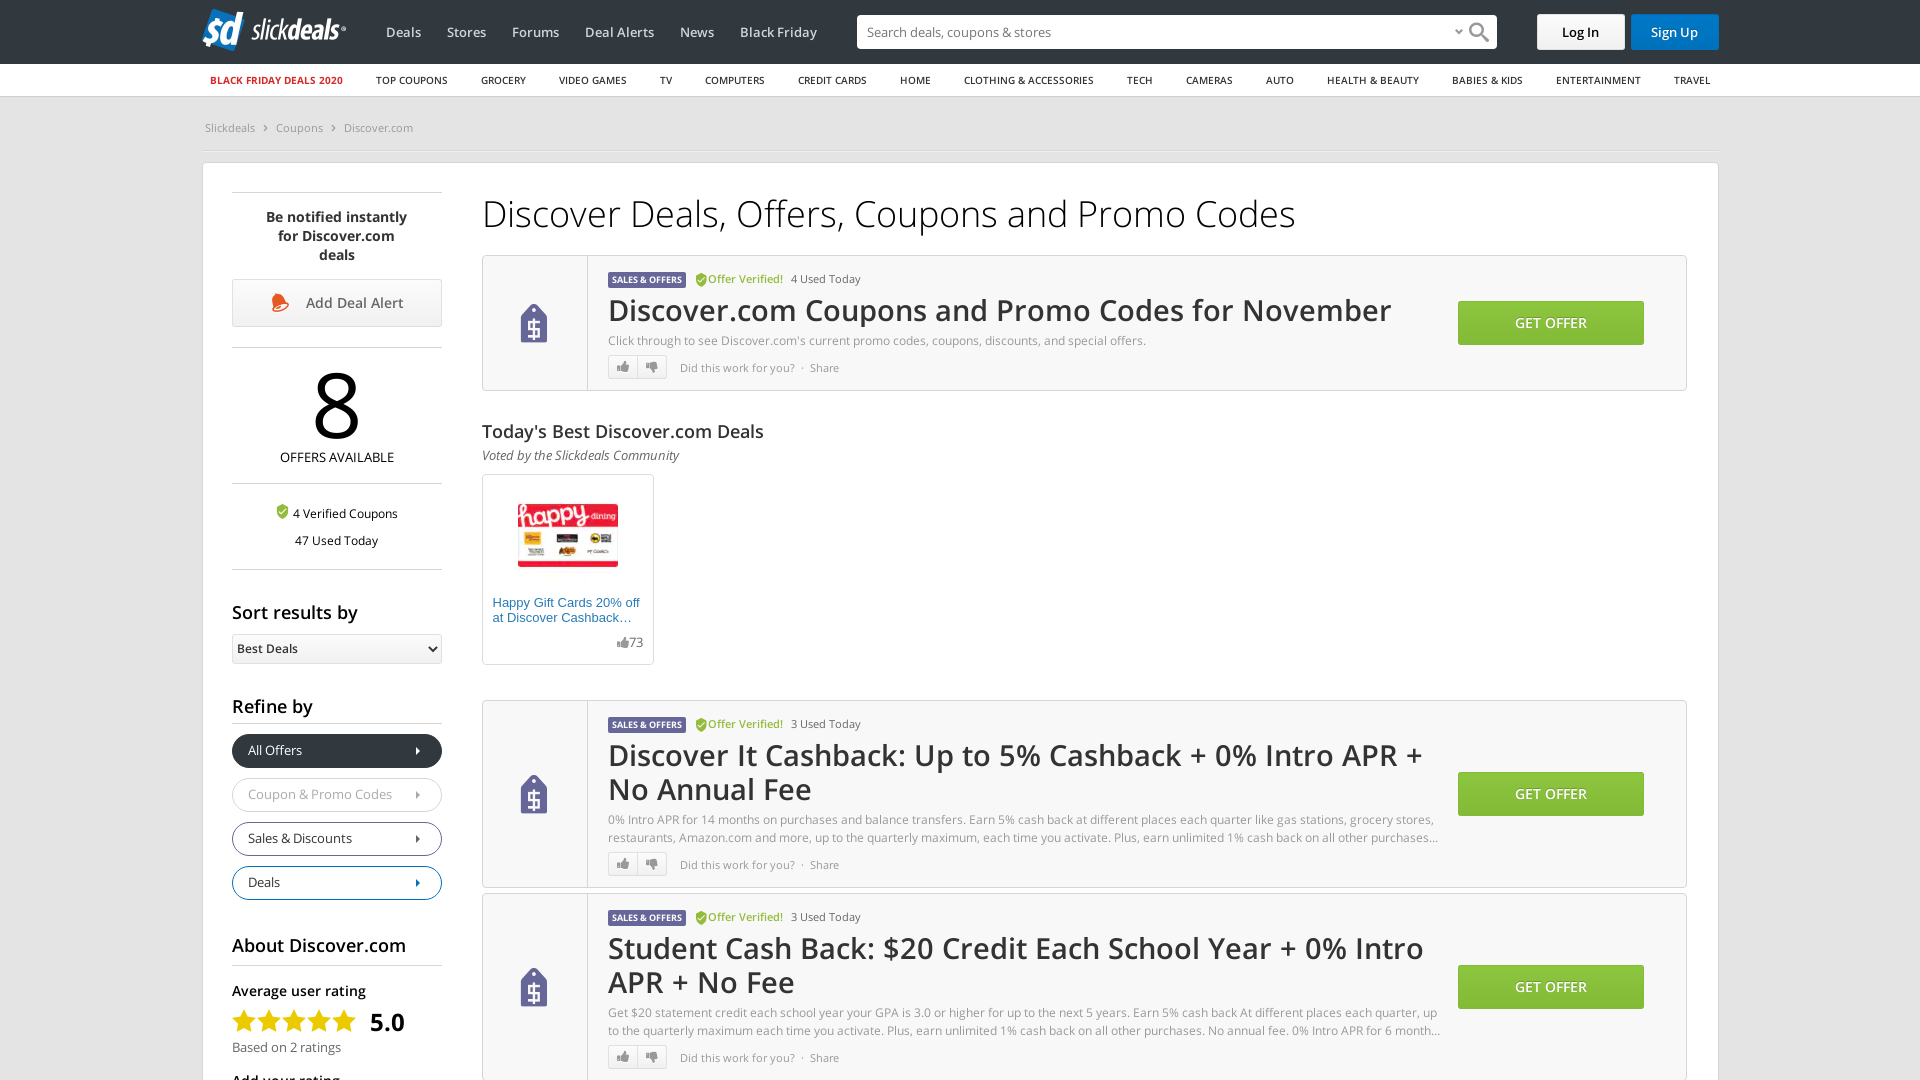 sd slickdeals
Deals Stores Forums Deal Alerts News Black Friday
Search deals, coupons & stores
Log In Sign Up
BLACK FRIDAY DEALS 2020 TOP COUPONS GROCERY VIDEO GAMES TV COMPUTERS CREDIT CARDS HOME CLOTHING & ACCESSORIES TECH CAMERAS AUTO HEALTH & BEAUTY BABIES & KIDS ENTERTAINMENT TRAVEL
Slickdeals > Coupons > Discover.com
Be notified instantly
for Discover.com
deals
Add Deal Alert
8
OFFERS AVAILABLE
4 Verified Coupons
47 Used Today
Sort results by
Best Deals
Refine by
All Offers
Coupon & Promo Codes
Sales & Discounts
Deals
About Discover.com
Average user rating
5.0
Based on 2 ratings
Discover Deals, Offers, Coupons and Promo Codes
SALES & OFFERS Offer Verified! 4 Used Today
Discover.com Coupons and Promo Codes for November
Click through to see Discover.com's current promo codes, coupons, discounts, and special offers.
Did this work for you? · Share
GET OFFER
Today's Best Discover.com Deals
Voted by the Slickdeals Community
happy dining
Happy Gift Cards 20% off
at Discover Cashback…
73
SALES & OFFERS Offer Verified! 3 Used Today
Discover It Cashback: Up to 5% Cashback + 0% Intro APR +
No Annual Fee
0% Intro APR for 14 months on purchases and balance transfers. Earn 5% cash back at different places each quarter like gas stations, grocery stores,
restaurants, Amazon.com and more, up to the quarterly maximum, each time you activate. Plus, earn unlimited 1% cash back on all other purchases...
Did this work for you? · Share
GET OFFER
SALES & OFFERS Offer Verified! 3 Used Today
Student Cash Back: $20 Credit Each School Year + 0% Intro
APR + No Fee
Get $20 statement credit each school year your GPA is 3.0 or higher for up to the next 5 years. Earn 5% cash back At different places each quarter, up
to the quarterly maximum each time you activate. Plus, earn unlimited 1% cash back on all other purchases. No annual fee. 0% Intro APR for 6 month...
Did this work for you? · Share
GET OFFER